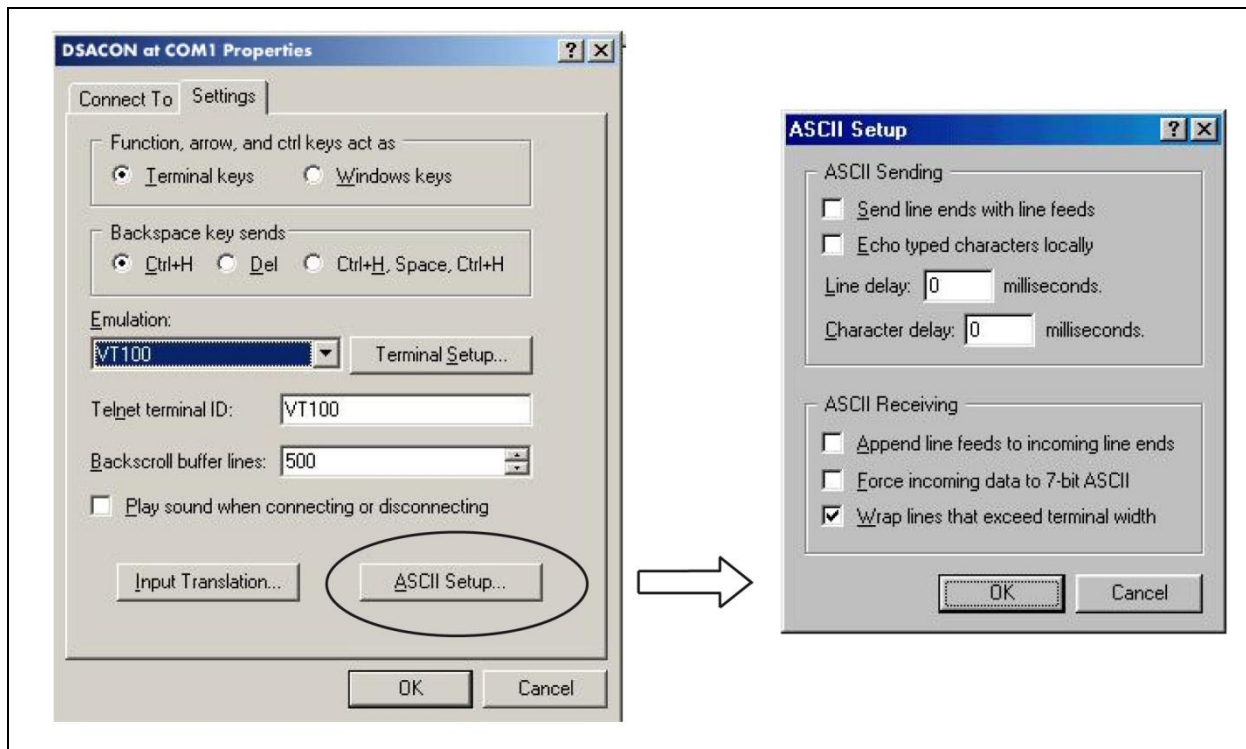 DSACON at COM1 Properties
Connect To Settings
Function, arrow, and ctrl keys act as
Terminal keys Windows keys
Backspace key sends
Ctrl+H Del Ctrl+H, Space, Ctrl+H
Emulation:
VT100 Terminal Setup...
Telnet terminal ID: VT100
Backscroll buffer lines: 500
Play sound when connecting or disconnecting
Input Translation... ASCII Setup...
OK Cancel
ASCII Setup
ASCII Sending
Send line ends with line feeds
Echo typed characters locally
Line delay: 0 milliseconds.
Character delay: 0 milliseconds.
ASCII Receiving
Append line feeds to incoming line ends
Force incoming data to 7-bit ASCII
Wrap lines that exceed terminal width
OK Cancel